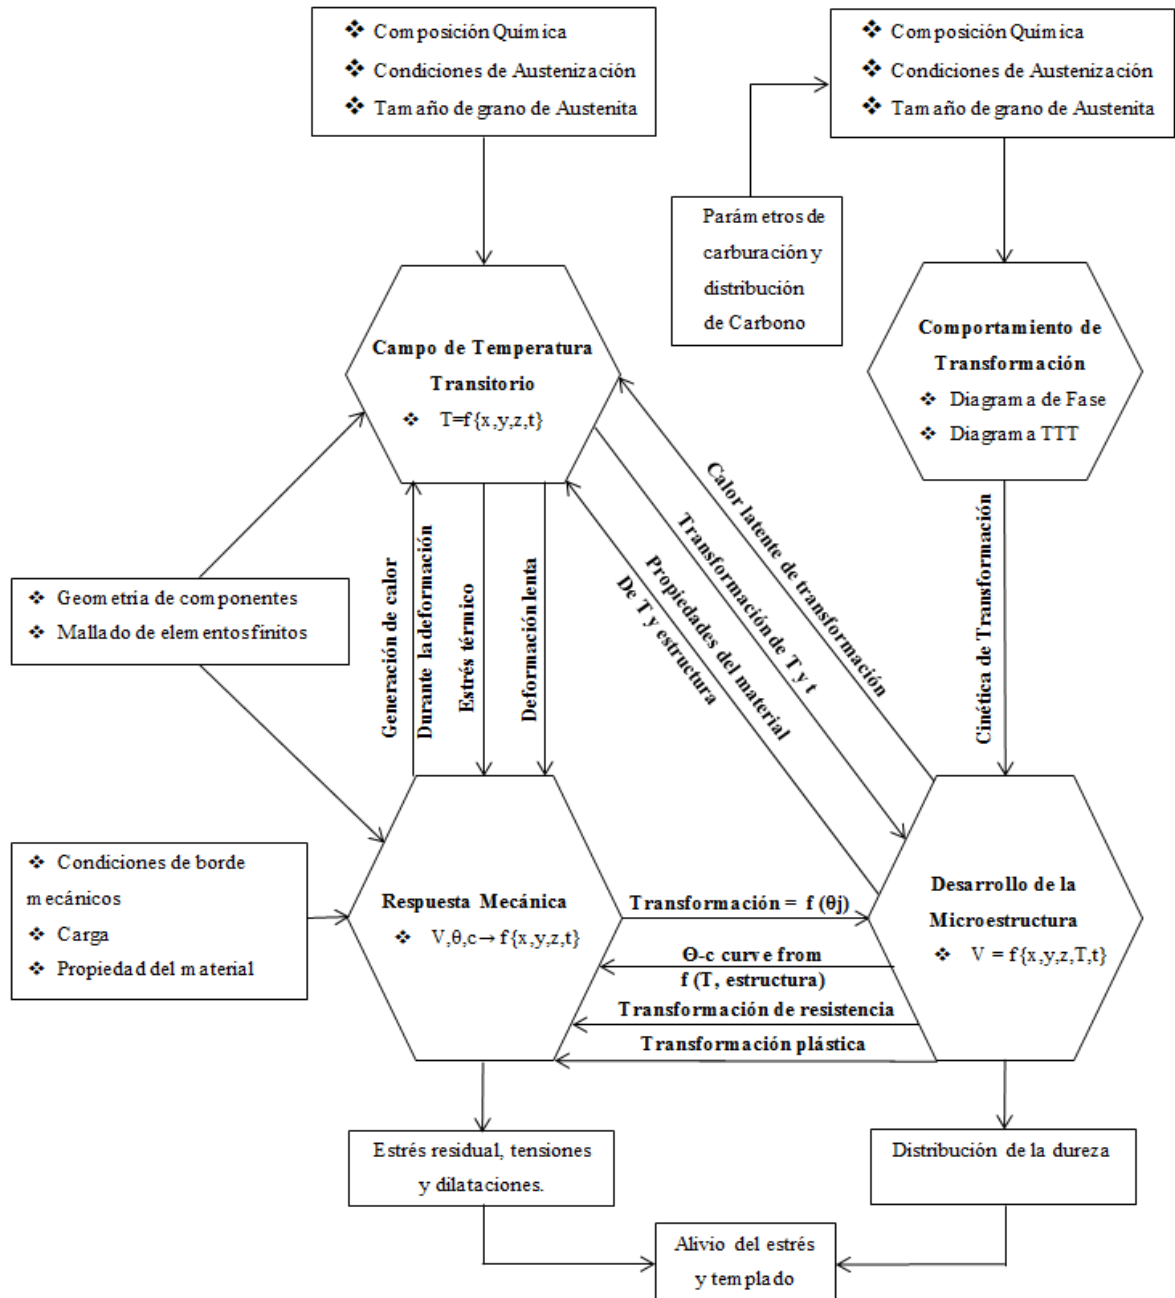 ❖ Composición Química
❖ Condiciones de Austenización
❖ Tamaño de grano de Austenita
❖ Composición Química
❖ Condiciones de Austenización
❖ Tamaño de grano de Austenita
Parámetros de
carburación y
distribución
de Carbono
Campo de Temperatura
Transitorio
❖ T=f{x,y,z,t}
Comportamiento de
Transformación
❖ Diagrama de Fase
❖ Diagrama TTT
❖ Geometría de componentes
❖ Mallado de elementos finitos
Generación de calor
Durante la deformación
Estrés térmico
Deformación lenta
Calor latente de transformación
Transformación de T y t
Propiedades del material
De T y estructura
Cinética de Transformación
❖ Condiciones de borde
mecánicos
❖ Carga
❖ Propiedad del material
Respuesta Mecánica
❖ V,θ,c→ f{x,y,z,t}
Transformación = f (θj)
Θ-c curve from
f (T, estructura)
Transformación de resistencia
Transformación plástica
Desarrollo de la
Microestructura
❖ V = f{x,y,z,T,t}
Estrés residual, tensiones
y dilataciones.
Distribución de la dureza
Alivio del estrés
y templado